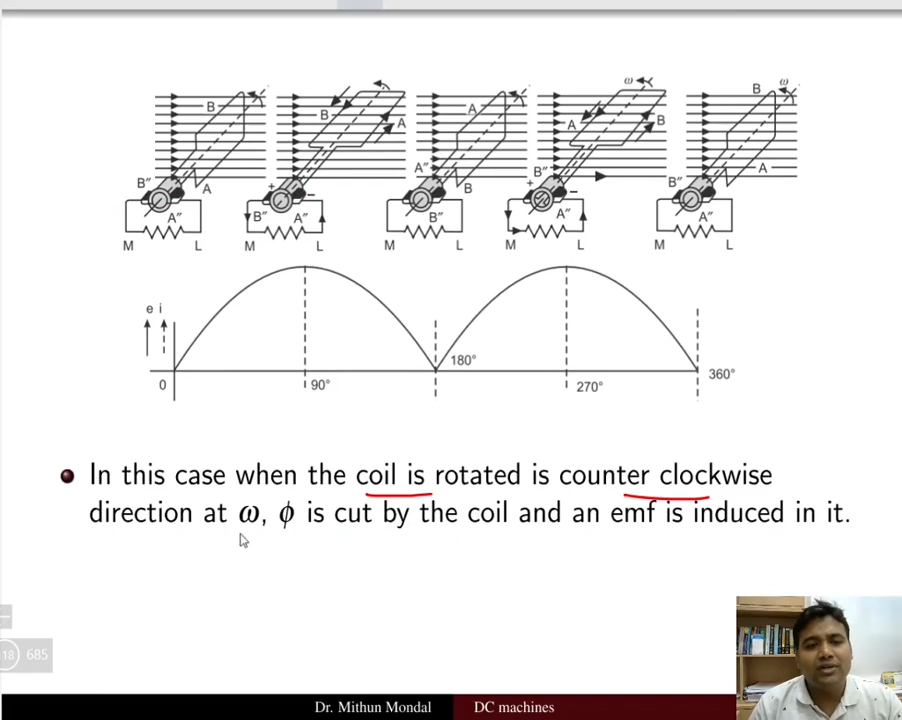 B A B" A" M L
B A + − B" A" M L
A B A" B" M L
ω A B B" + − A" M L
B ω A B" A" M L
e i
0 90° 180° 270° 360°
In this case when the coil is rotated is counter clockwise
direction at ω, ϕ is cut by the coil and an emf is induced in it.
18 685
Dr. Mithun Mondal DC machines